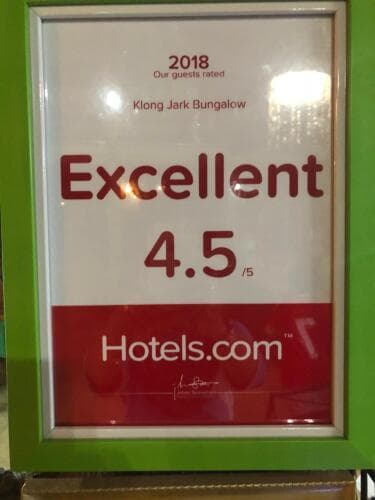 2018
Our guests rated
Klong Jark Bungalow
Excellent
4.5 /5
Hotels.com™